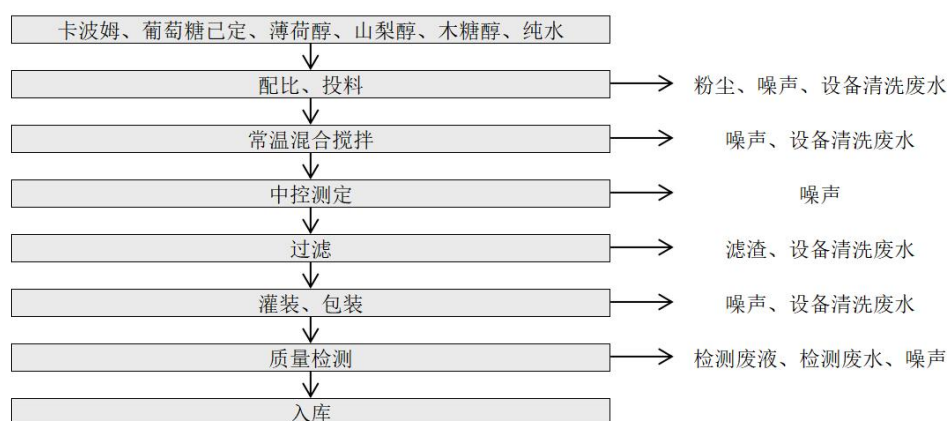 卡波姆、葡萄糖已定、薄荷醇、山梨醇、木糖醇、纯水
配比、投料
粉尘、噪声、设备清洗废水
常温混合搅拌
噪声、设备清洗废水
中控测定
噪声
过滤
滤渣、设备清洗废水
灌装、包装
噪声、设备清洗废水
质量检测
检测废液、检测废水、噪声
入库